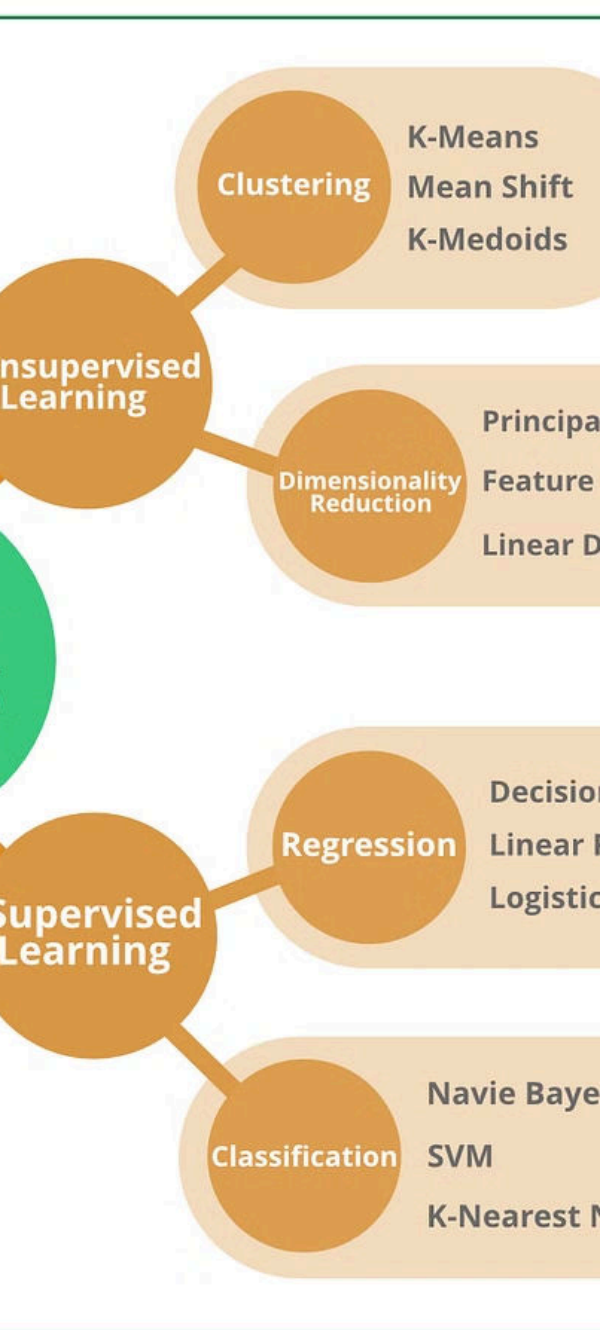 Clustering
K-Means
Mean Shift
K-Medoids
nsupervised
Learning
Dimensionality
Reduction
Principa
Feature
Linear D
Regression
Decision
Linear
Logistic
Supervised
Learning
Classification
Navie Baye
SVM
K-Nearest N